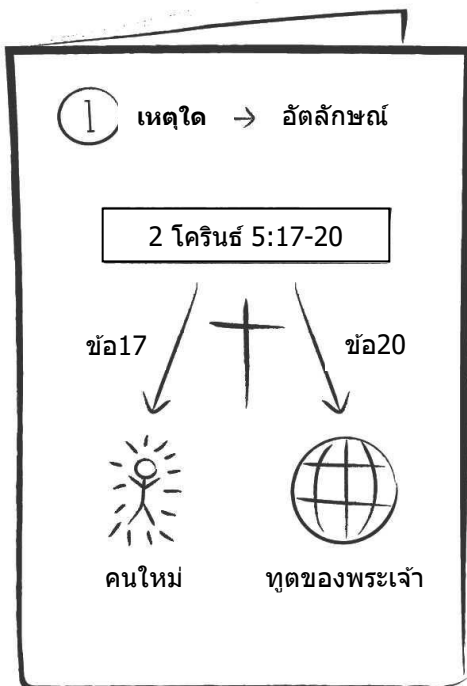 1 เหตุใด → อัตลักษณ์
2 โครินธ์ 5:17-20
ข้อ17 ข้อ20
คนใหม่ ทูตของพระเจ้า